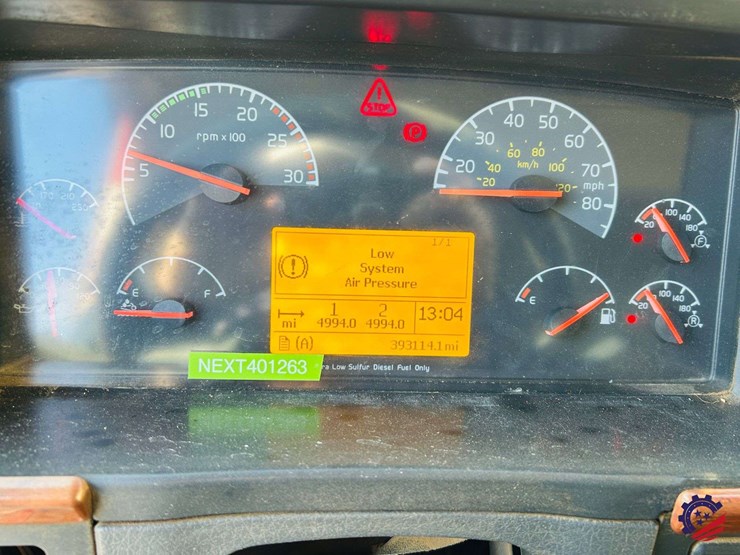 STOP
P
5 10 15 20 25 30
rpm x 100
20 30 40 50 60 70 80
mph
20 40 60 80 100 120
km/h
E F
E
20 100 140 180
F
20 100 140 180
R
1/1
Low
System
Air Pressure
mi
1 2
4994.0 4994.0
13:04
(A) 393114.1 mi
NEXT401263
ra Low Sulfur Diesel Fuel Only